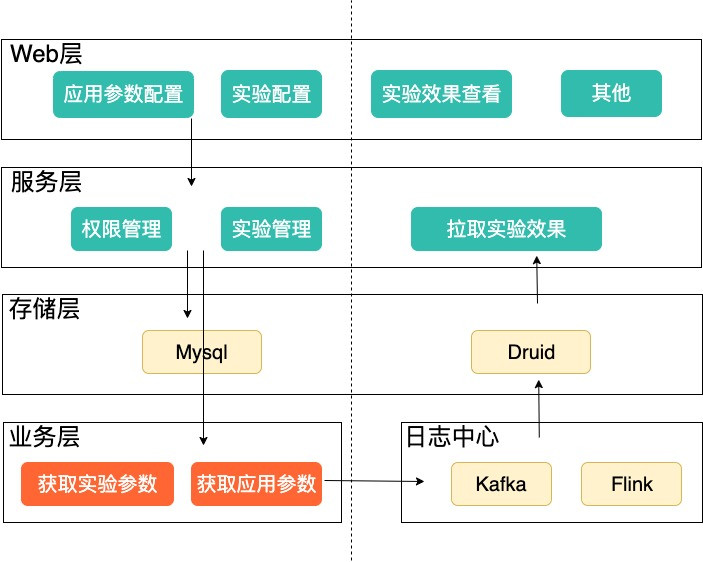 Web层
应用参数配置
实验配置
实验效果查看
其他
服务层
权限管理
实验管理
拉取实验效果
存储层
Mysql
Druid
业务层
获取实验参数
获取应用参数
日志中心
Kafka
Flink